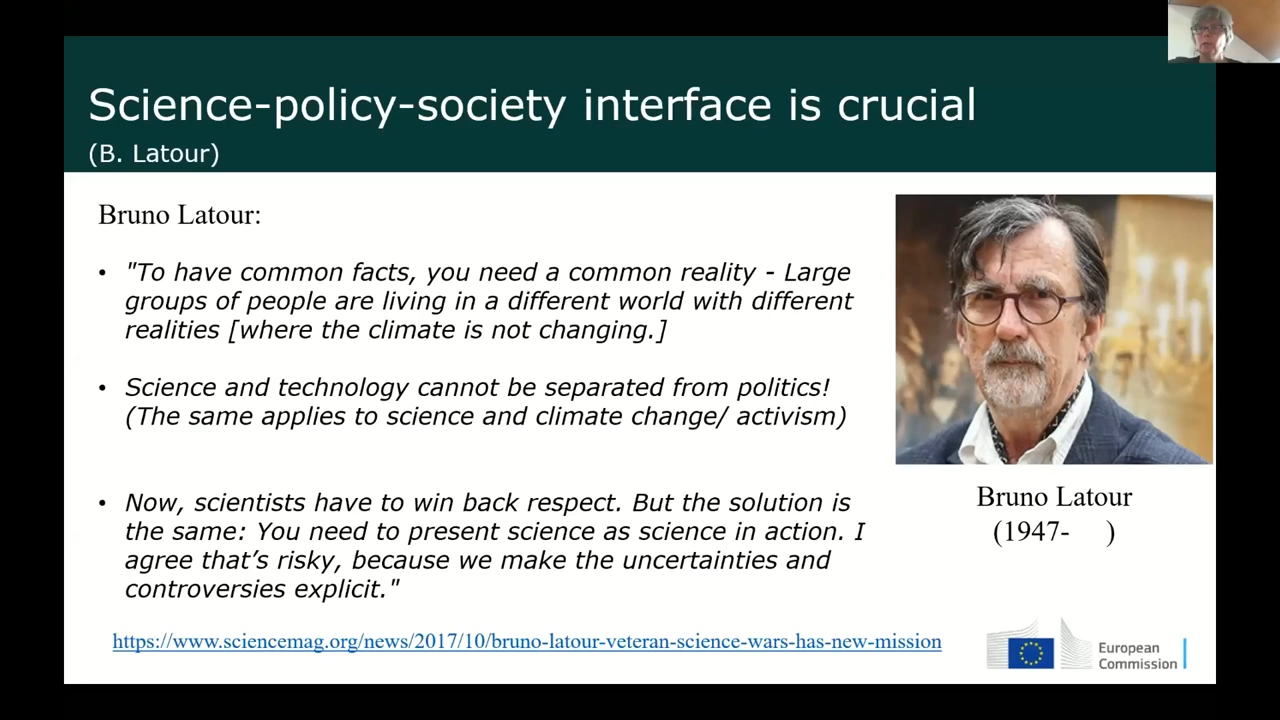 Science-policy-society interface is crucial
(B. Latour)
Bruno Latour:
• "To have common facts, you need a common reality - Large
groups of people are living in a different world with different
realities [where the climate is not changing.]
• Science and technology cannot be separated from politics!
(The same applies to science and climate change/ activism)
• Now, scientists have to win back respect. But the solution is
the same: You need to present science as science in action. I
agree that’s risky, because we make the uncertainties and
controversies explicit."
https://www.sciencemag.org/news/2017/10/bruno-latour-veteran-science-wars-has-new-mission
Bruno Latour
(1947- )
European
Commission